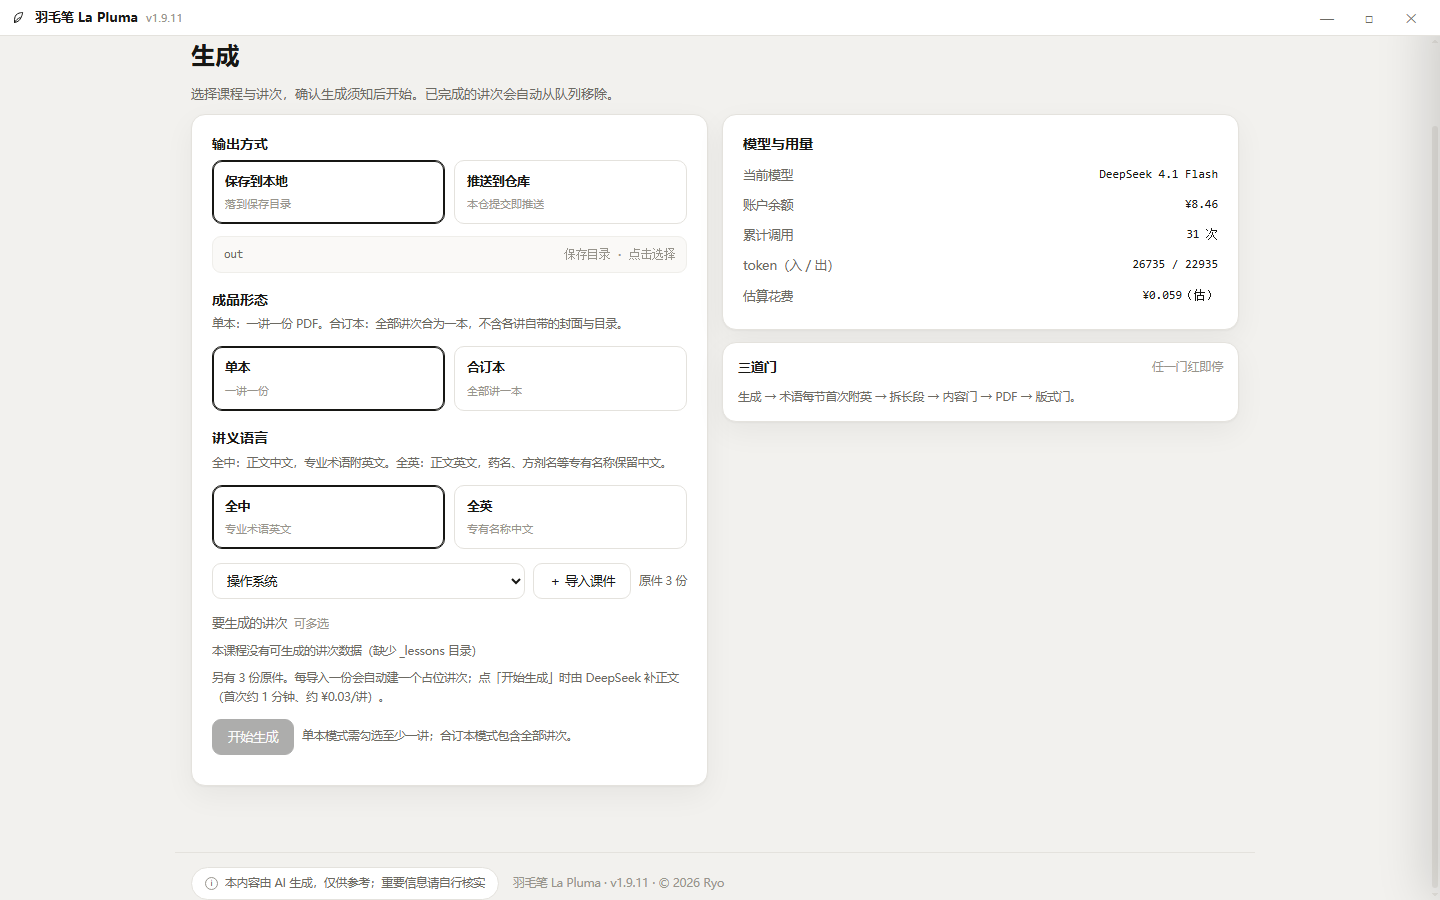 羽毛笔 La Pluma v1.9.11
生成
选择课程与讲次，确认生成须知后开始。已完成的讲次会自动从队列移除。
输出方式
保存到本地
落到保存目录
推送到仓库
本仓提交即推送
out
保存目录 · 点击选择
成品形态
单本：一讲一份 PDF。合订本：全部讲次合为一本，不含各讲自带的封面与目录。
单本
一讲一份
合订本
全部讲一本
讲义语言
全中：正文中文，专业术语附英文。全英：正文英文，药名、方剂名等专有名称保留中文。
全中
专业术语英文
全英
专有名称中文
操作系统
+ 导入课件
原件 3 份
要生成的讲次 可多选
本课程没有可生成的讲次数据（缺少 _lessons 目录）
另有 3 份原件。每导入一份会自动建一个占位讲次；点「开始生成」时由 DeepSeek 补正文
（首次约 1 分钟、约 ¥0.03/讲）。
开始生成
单本模式需勾选至少一讲；合订本模式包含全部讲次。
模型与用量
当前模型 DeepSeek 4.1 Flash
账户余额 ¥8.46
累计调用 31 次
token（入 / 出） 26735 / 22935
估算花费 ¥0.059（估）
三道门 任一门红即停
生成 → 术语每节首次附英 → 拆长段 → 内容门 → PDF → 版式门。
本内容由 AI 生成，仅供参考；重要信息请自行核实
羽毛笔 La Pluma · v1.9.11 · © 2026 Ryo